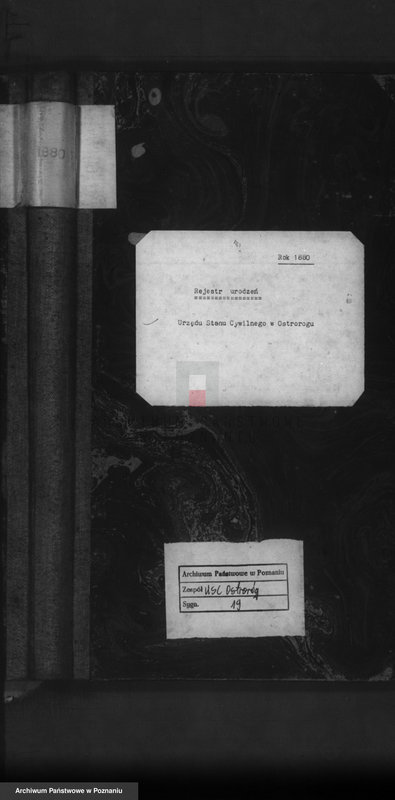 1880
Rok 1880
Rejestr urodzeń
Urzędu Stanu Cywilnego w Ostrorogu
Archiwum Państwowe w Poznaniu
Zespół USC Ostroróg
Sygn. 19
Archiwum Państwowe w Poznaniu